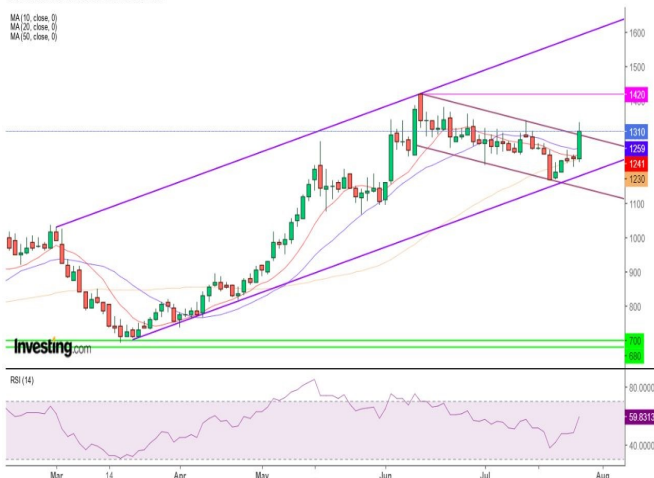 MA (10, close, 0)
MA (20, close, 0)
MA (50, close, 0)
1600
1500
1420
1310
1259
1241
1230
1100
1000
900
800
700
680
Investing.com
RSI (14)
80.0000
59.8313
40.0000
Mar 14 Apr May Jun Jul Aug